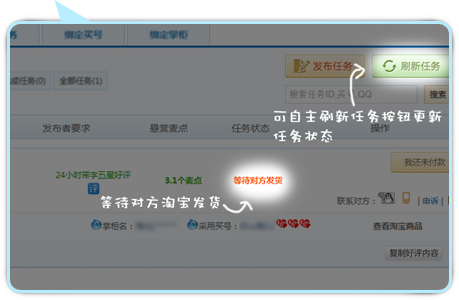 绑定买号 绑定掌柜
发布任务 刷新任务
成任务(0) 全部任务(1)
搜索任务ID,买号,QQ 搜索
可自主刷新任务按钮更新
任务状态
发布者要求 悬赏麦点 任务状态 操作
我还未付款
24小时带字五星好评 3.1个麦点 等待对方发货
评
等待对方淘宝发货
联系对方: | 申诉 |
掌柜名: 采用买号: 查看淘宝商品
复制好评内容